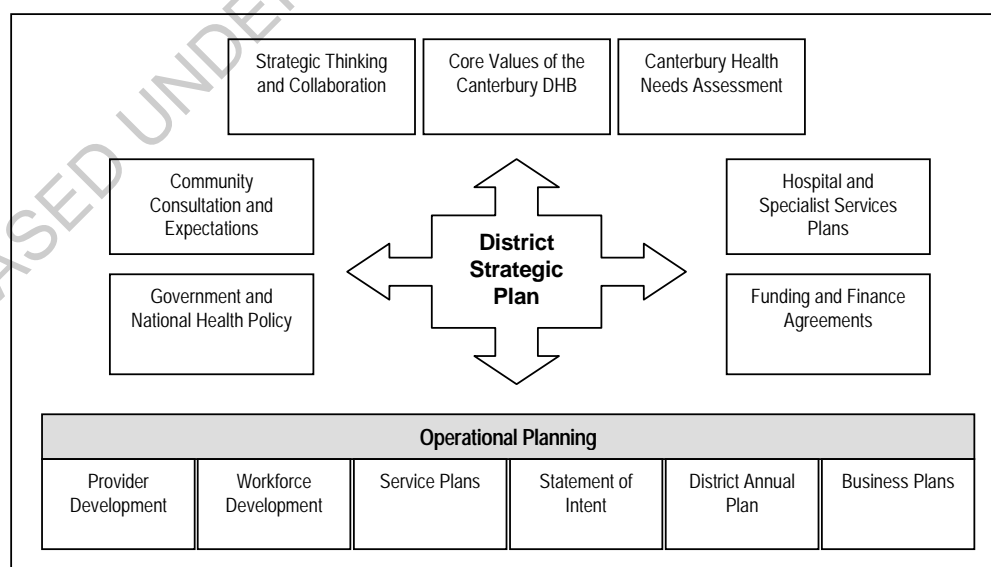 Strategic Thinking
and Collaboration
Core Values of the
Canterbury DHB
Canterbury Health
Needs Assessment
Community
Consultation and
Expectations
Hospital and
Specialist Services
Plans
District
Strategic
Plan
Government and
National Health Policy
Funding and Finance
Agreements
Operational Planning
Provider
Development
Workforce
Development
Service Plans
Statement of
Intent
District Annual
Plan
Business Plans
ASED UNDE